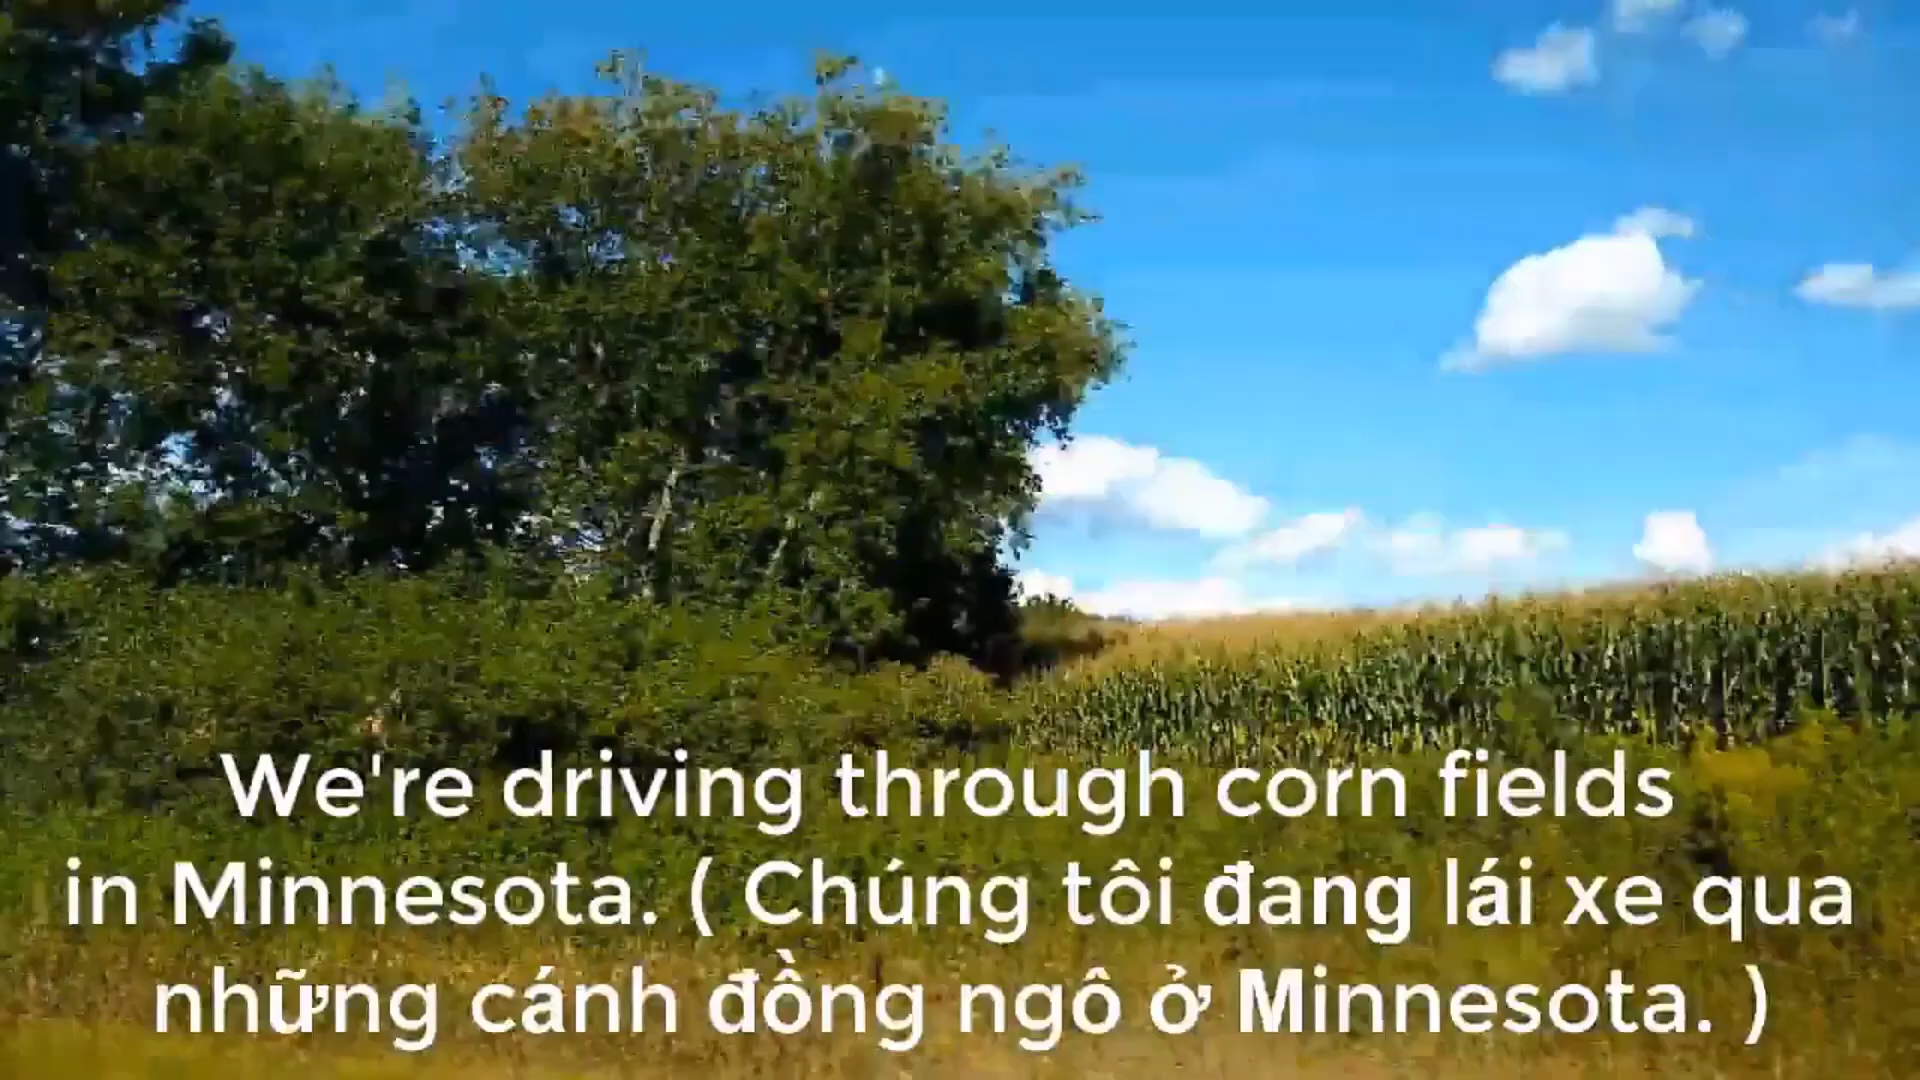 We're driving through corn fields
in Minnesota. ( Chúng tôi đang lái xe qua
những cánh đồng ngô ở Minnesota. )